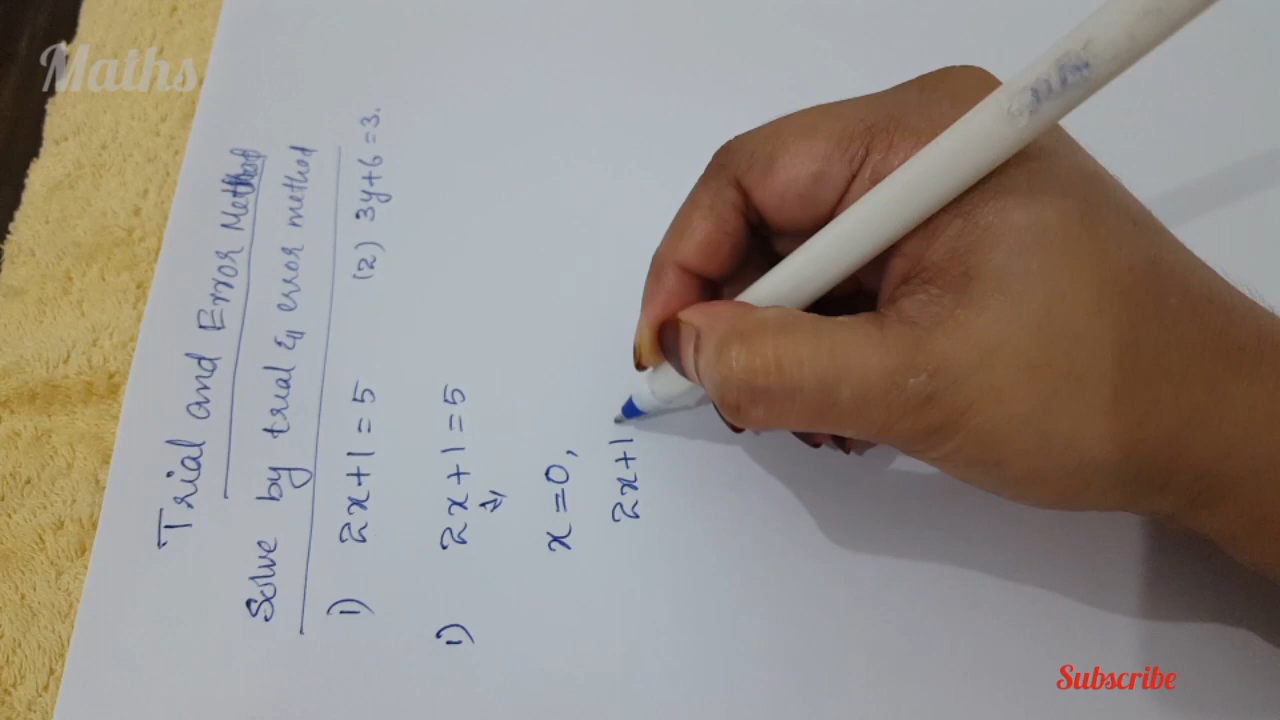 Maths
Trial and Error Method
Solve by trial & error method
1) 2x+1=5 (2) 3y+6=3.
1) 2x+1=5
x=0,
2x+1
Subscribe